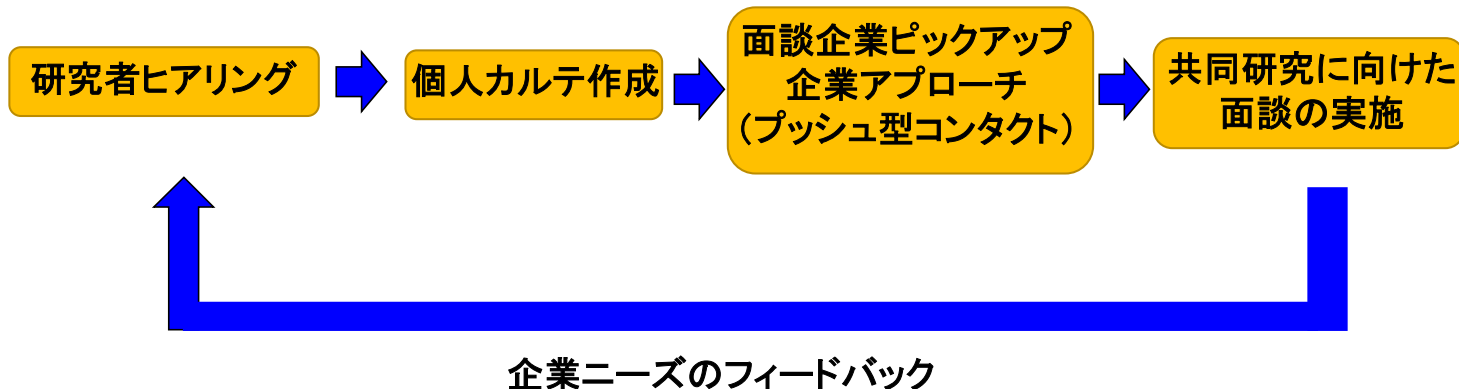 研究者ヒアリング
個人カルテ作成
面談企業ピックアップ
企業アプローチ
（プッシュ型コンタクト）
共同研究に向けた
面談の実施
企業ニーズのフィードバック